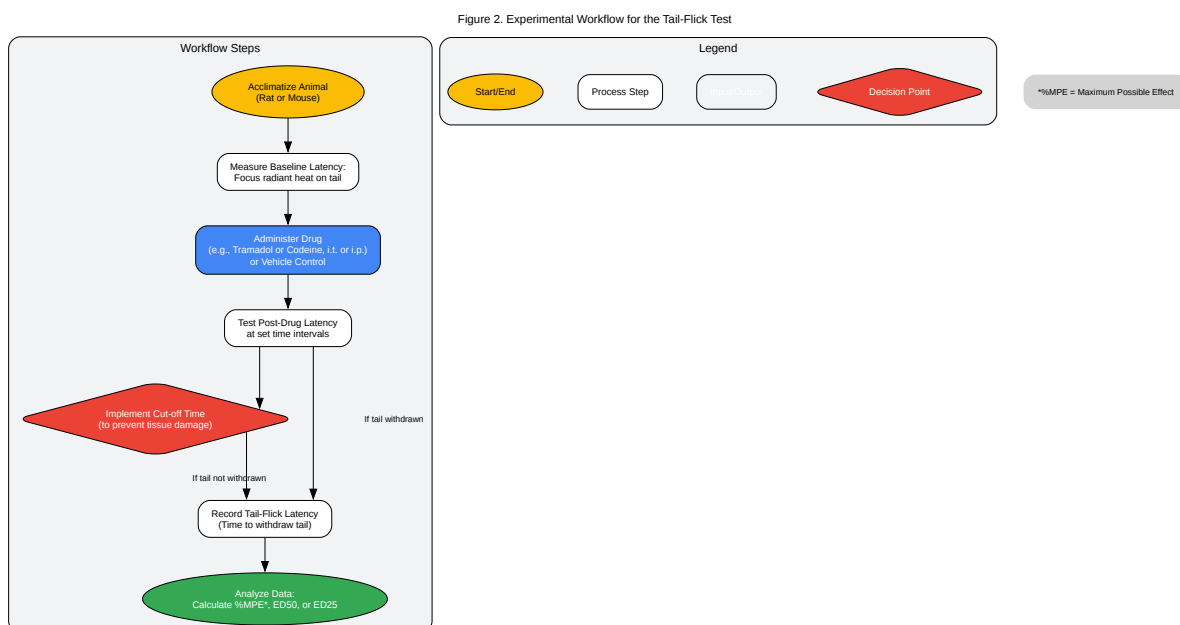 Figure 2. Experimental Workflow for the Tail-Flick Test
Workflow Steps
Acclimatize Animal
(Rat or Mouse)
Measure Baseline Latency:
Focus radiant heat on tail
Administer Drug
(e.g., Tramadol or Codeine, i.t. or i.p.)
or Vehicle Control
Test Post-Drug Latency
at set time intervals
Implement Cut-off Time
(to prevent tissue damage)
If tail withdrawn
If tail not withdrawn
Record Tail-Flick Latency
(Time to withdraw tail)
Analyze Data:
Calculate %MPE*, ED50, or ED25
Legend
Start/End
Process Step
Input/Output
Decision Point
*%MPE = Maximum Possible Effect